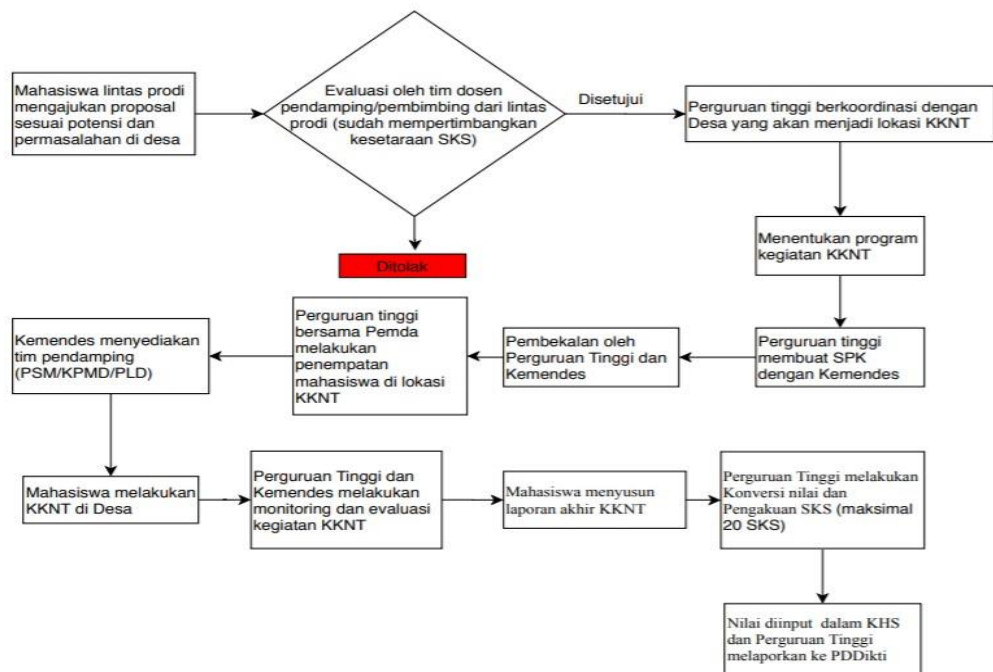 Mahasiswa lintas prodi
mengajukan proposal
sesuai potensi dan
permasalahan di desa
Evaluasi oleh tim dosen
pendamping/pembimbing dari lintas
prodi (sudah mempertimbangkan
kesetaraan SKS)
Disetujui
Perguruan tinggi berkoordinasi dengan
Desa yang akan menjadi lokasi KKNT
Ditolak
Menentukan program
kegiatan KKNT
Perguruan tinggi
membuat SPK
dengan Kemendes
Pembekalan oleh
Perguruan Tinggi dan
Kemendes
Perguruan tinggi
bersama Pemda
melakukan
penempatan
mahasiswa di lokasi
KKNT
Kemendes menyediakan
tim pendamping
(PSM/KPMD/PLD)
Mahasiswa melakukan
KKNT di Desa
Perguruan Tinggi dan
Kemendes melakukan
monitoring dan evaluasi
kegiatan KKNT
Mahasiswa menyusun
laporan akhir KKNT
Perguruan Tinggi melakukan
Konversi nilai dan
Pengakuan SKS (maksimal
20 SKS)
Nilai diinput dalam KHS
dan Perguruan Tinggi
melaporkan ke PDDikti